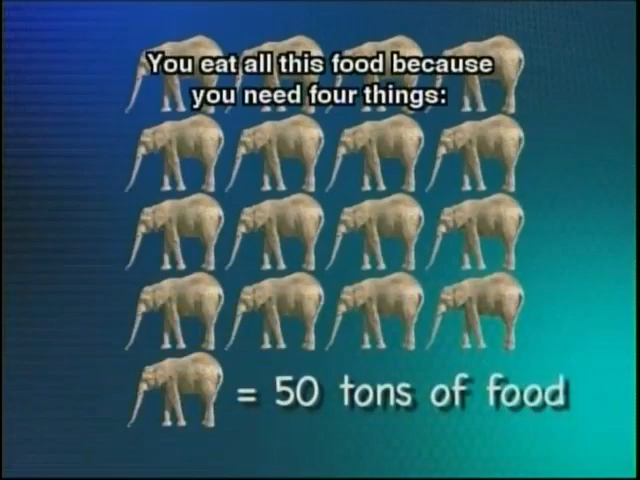 You eat all this food because
you need four things:
= 50 tons of food